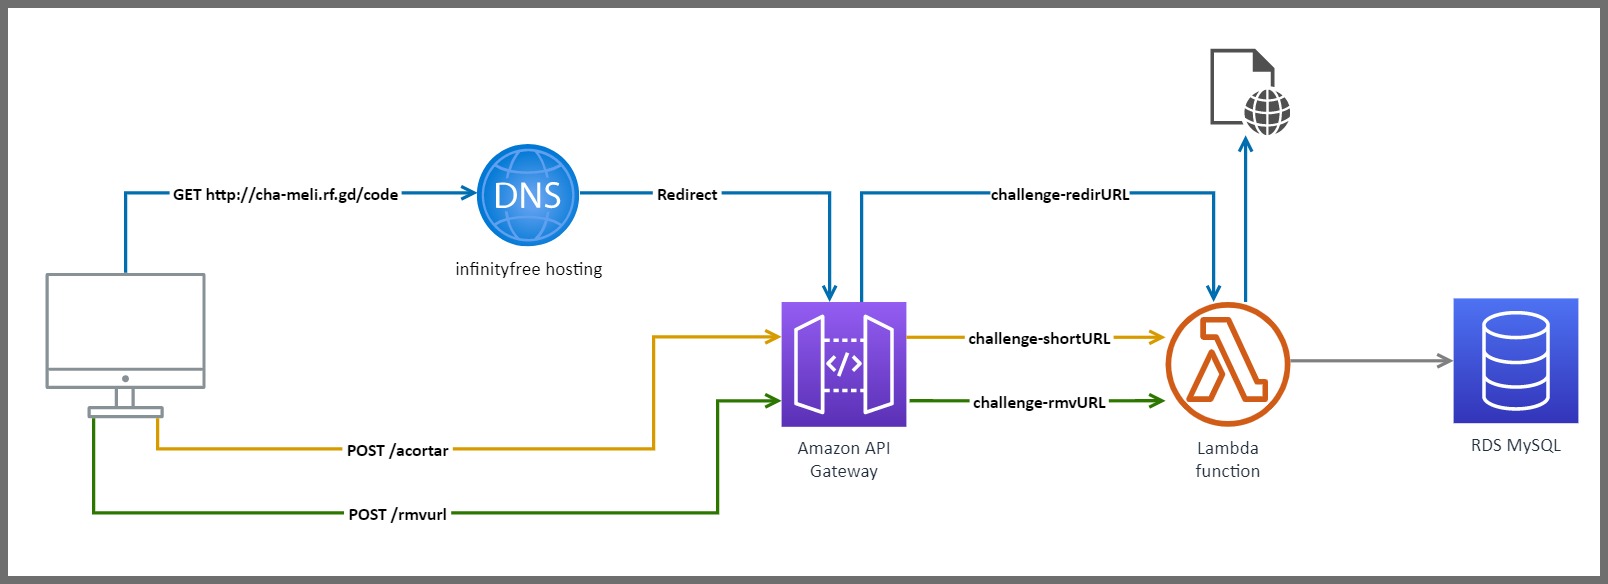 GET http://cha-meli.rf.gd/code
DNS
Redirect
challenge-redirURL
infinityfree hosting
</>
challenge-shortURL
challenge-rmvURL
POST /acortar
Amazon API
Gateway
Lambda
function
RDS MySQL
POST /rmvurl